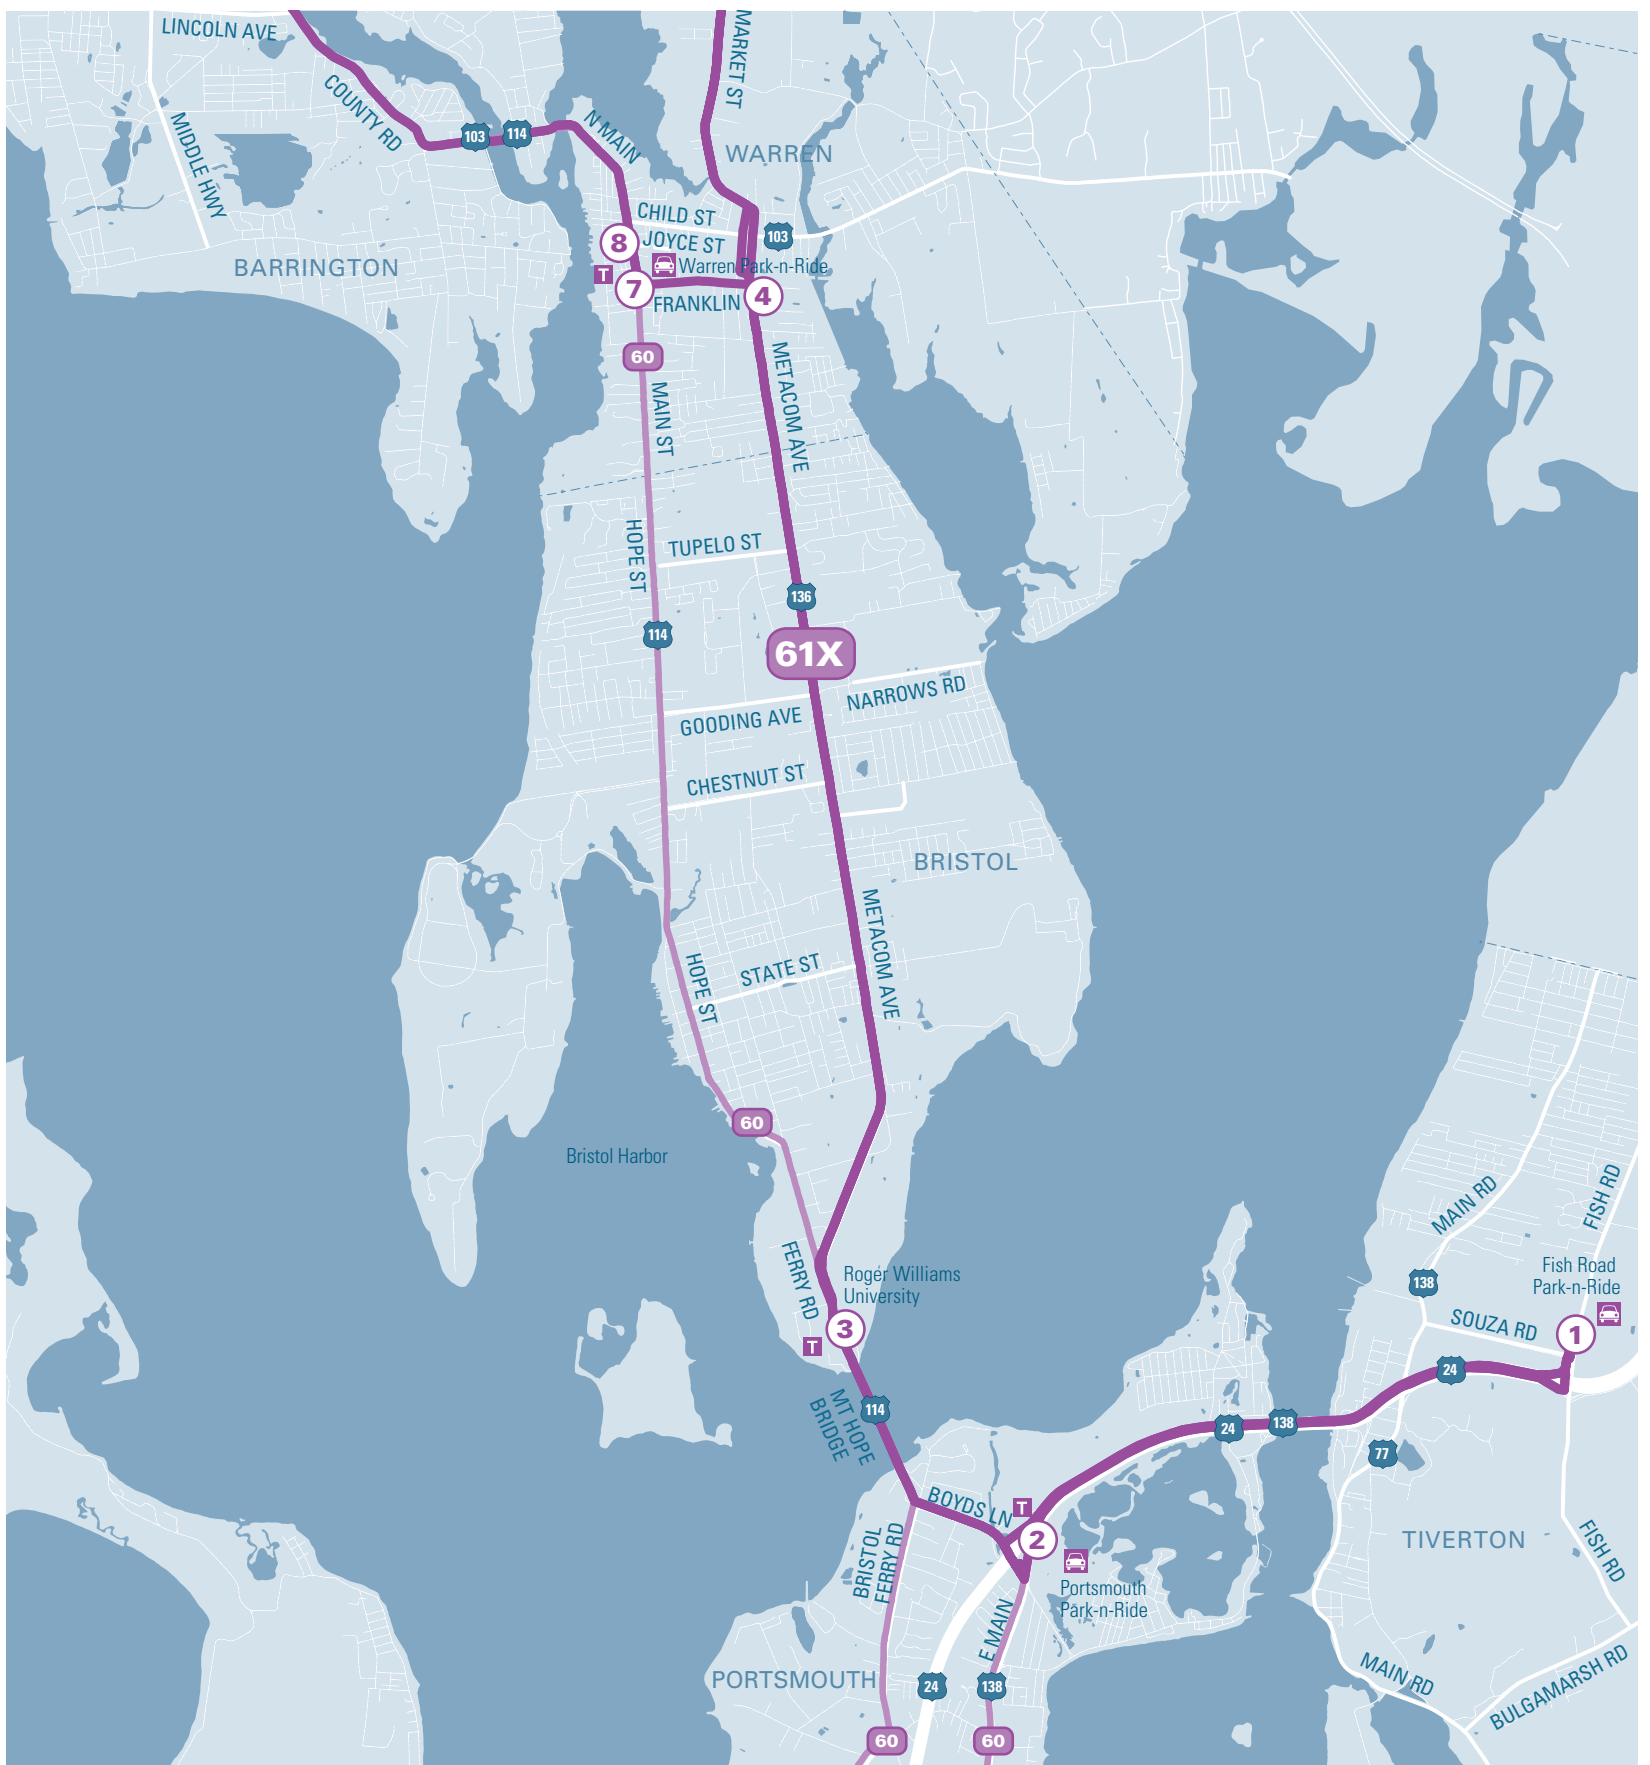 LINCOLN AVE
MARKET ST
COUNTY RD
MIDDLE HWY
103
114
N MAIN
WARREN
CHILD ST
103
8
JOYCE ST
BARRINGTON
T
Warren Park-n-Ride
7
FRANKLIN
4
60
MAIN ST
METACOM AVE
HOPE ST
TUPELO ST
136
114
61X
NARROWS RD
GOODING AVE
CHESTNUT ST
BRISTOL
METACOM AVE
HOPE ST
STATE ST
60
Bristol Harbor
MAIN RD
FISH RD
FERRY RD
Roger Williams
University
138
Fish Road
Park-n-Ride
3
T
SOUZA RD
1
24
MT HOPE
BRIDGE
114
24
138
77
BOYDS LN
T
2
BRISTOL
FERRY RD
TIVERTON
FISH RD
Portsmouth
Park-n-Ride
E MAIN
PORTSMOUTH
24
138
MAIN RD
BULGAMARSH RD
60
60